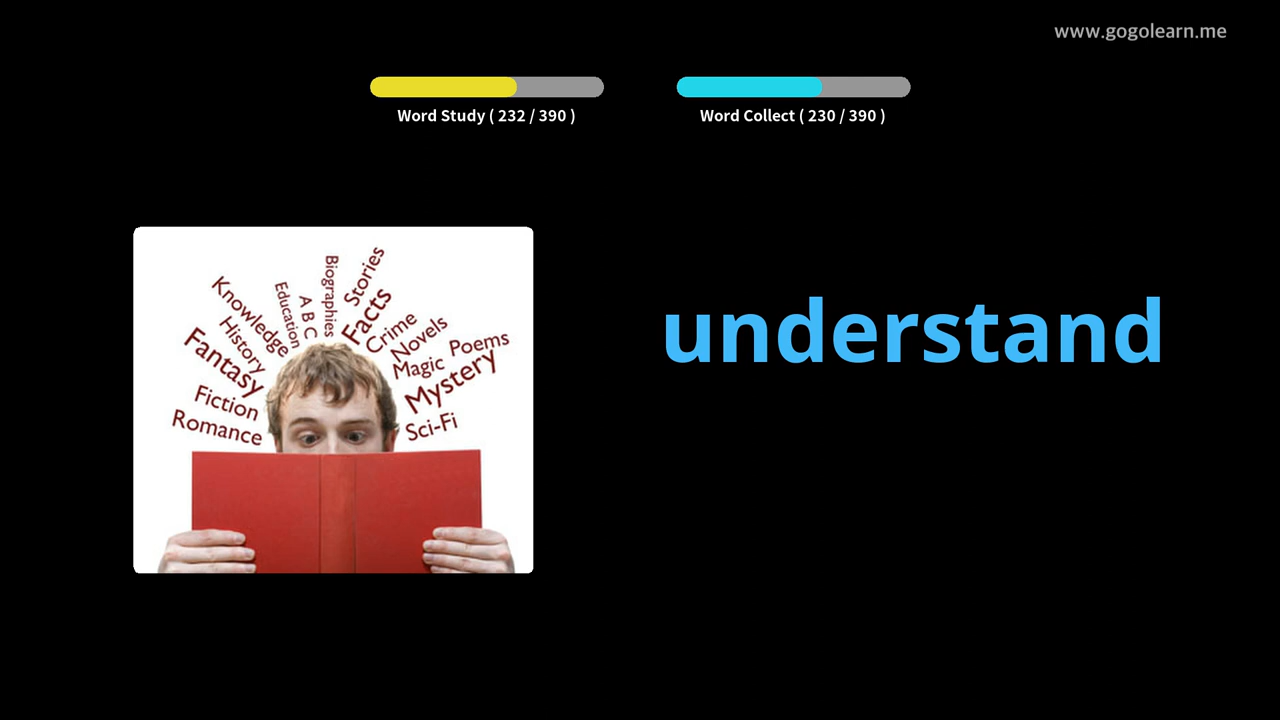 www.gogolearn.me
Word Study ( 232 / 390 )
Word Collect ( 230 / 390 )
understand
Knowledge
Education
A B C
Biographies
Stories
Facts
Crime
Novels
Poems
History
Fantasy
Magic
Mystery
Fiction
Romance
Sci-Fi